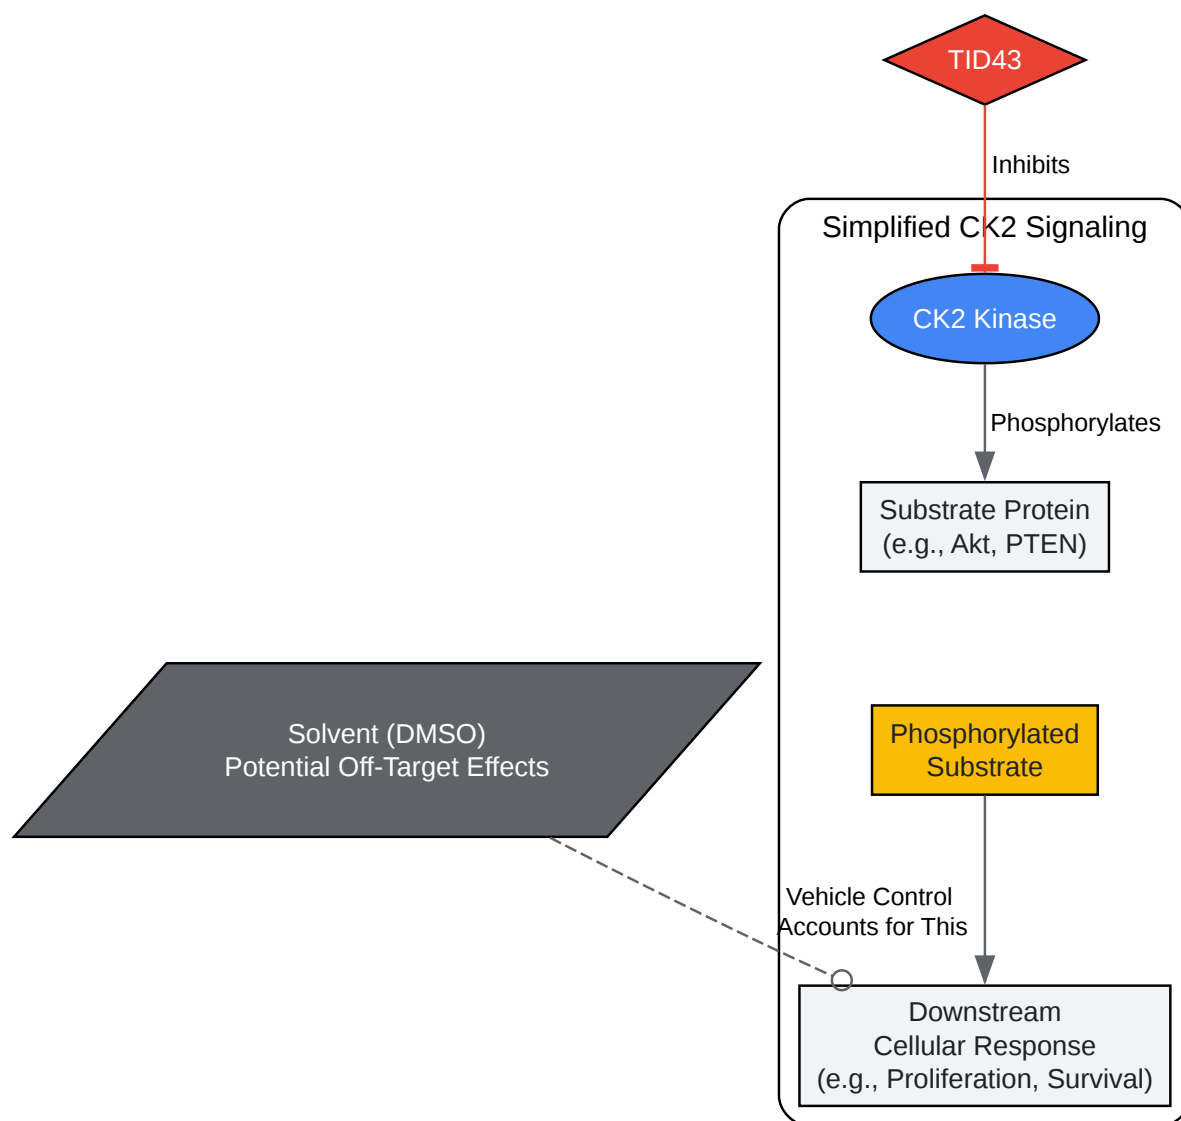 TID43
Inhibits
Simplified CK2 Signaling
CK2 Kinase
Phosphorylates
Substrate Protein
(e.g., Akt, PTEN)
Solvent (DMSO)
Potential Off-Target Effects
Phosphorylated
Substrate
Vehicle Control
Accounts for This
Downstream
Cellular Response
(e.g., Proliferation, Survival)